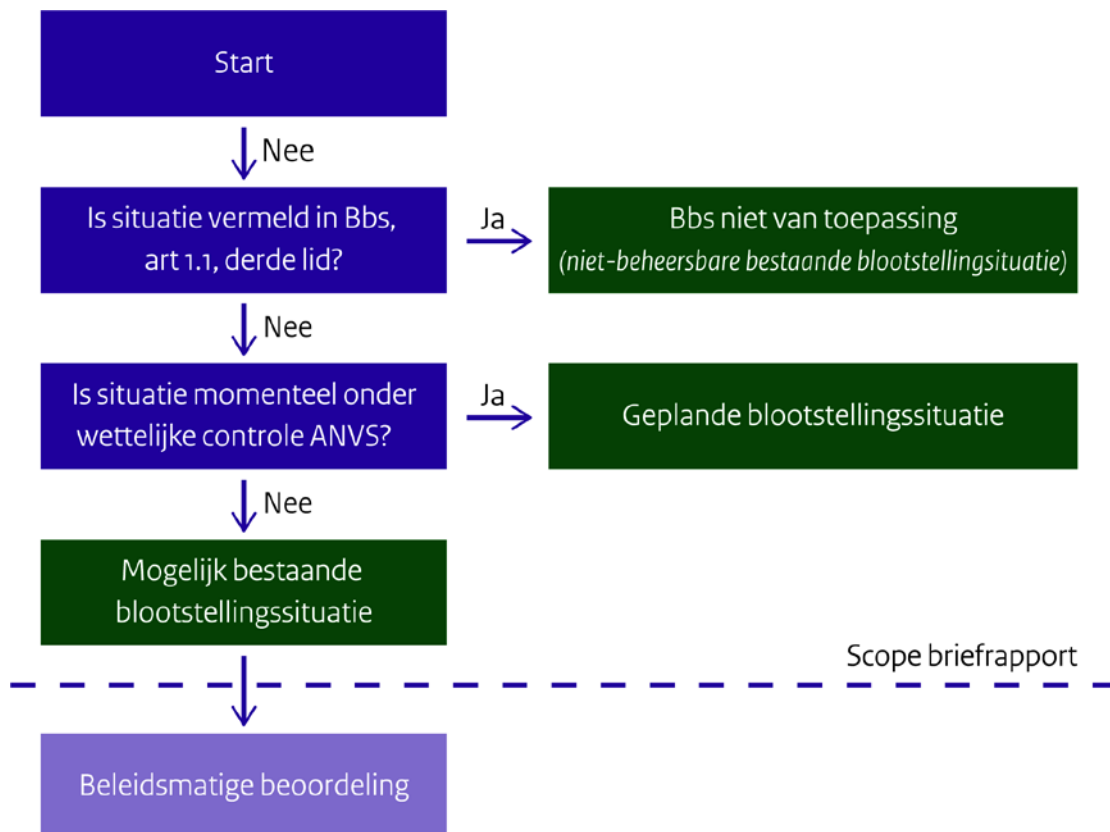 Start
Nee
Is situatie vermeld in Bbs,
art 1.1, derde lid?
Ja
Bbs niet van toepassing
(niet-beheersbare bestaande blootstellingsituatie)
Nee
Is situatie momenteel onder
wettelijke controle ANVS?
Ja
Geplande blootstellingssituatie
Nee
Mogelijk bestaande
blootstellingssituatie
Scope briefrapport
Beleidsmatige beoordeling